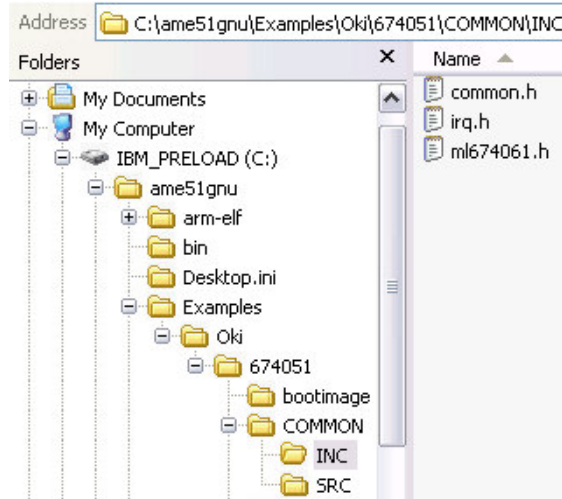 Address C:\ame51gnu\Examples\Oki\674051\COMMON\INC
Folders
Name
My Documents
My Computer
IBM_PRELOAD (C:)
ame51gnu
arm-elf
bin
Desktop.ini
Examples
Oki
674051
bootimage
COMMON
INC
SRC
common.h
irq.h
ml674061.h